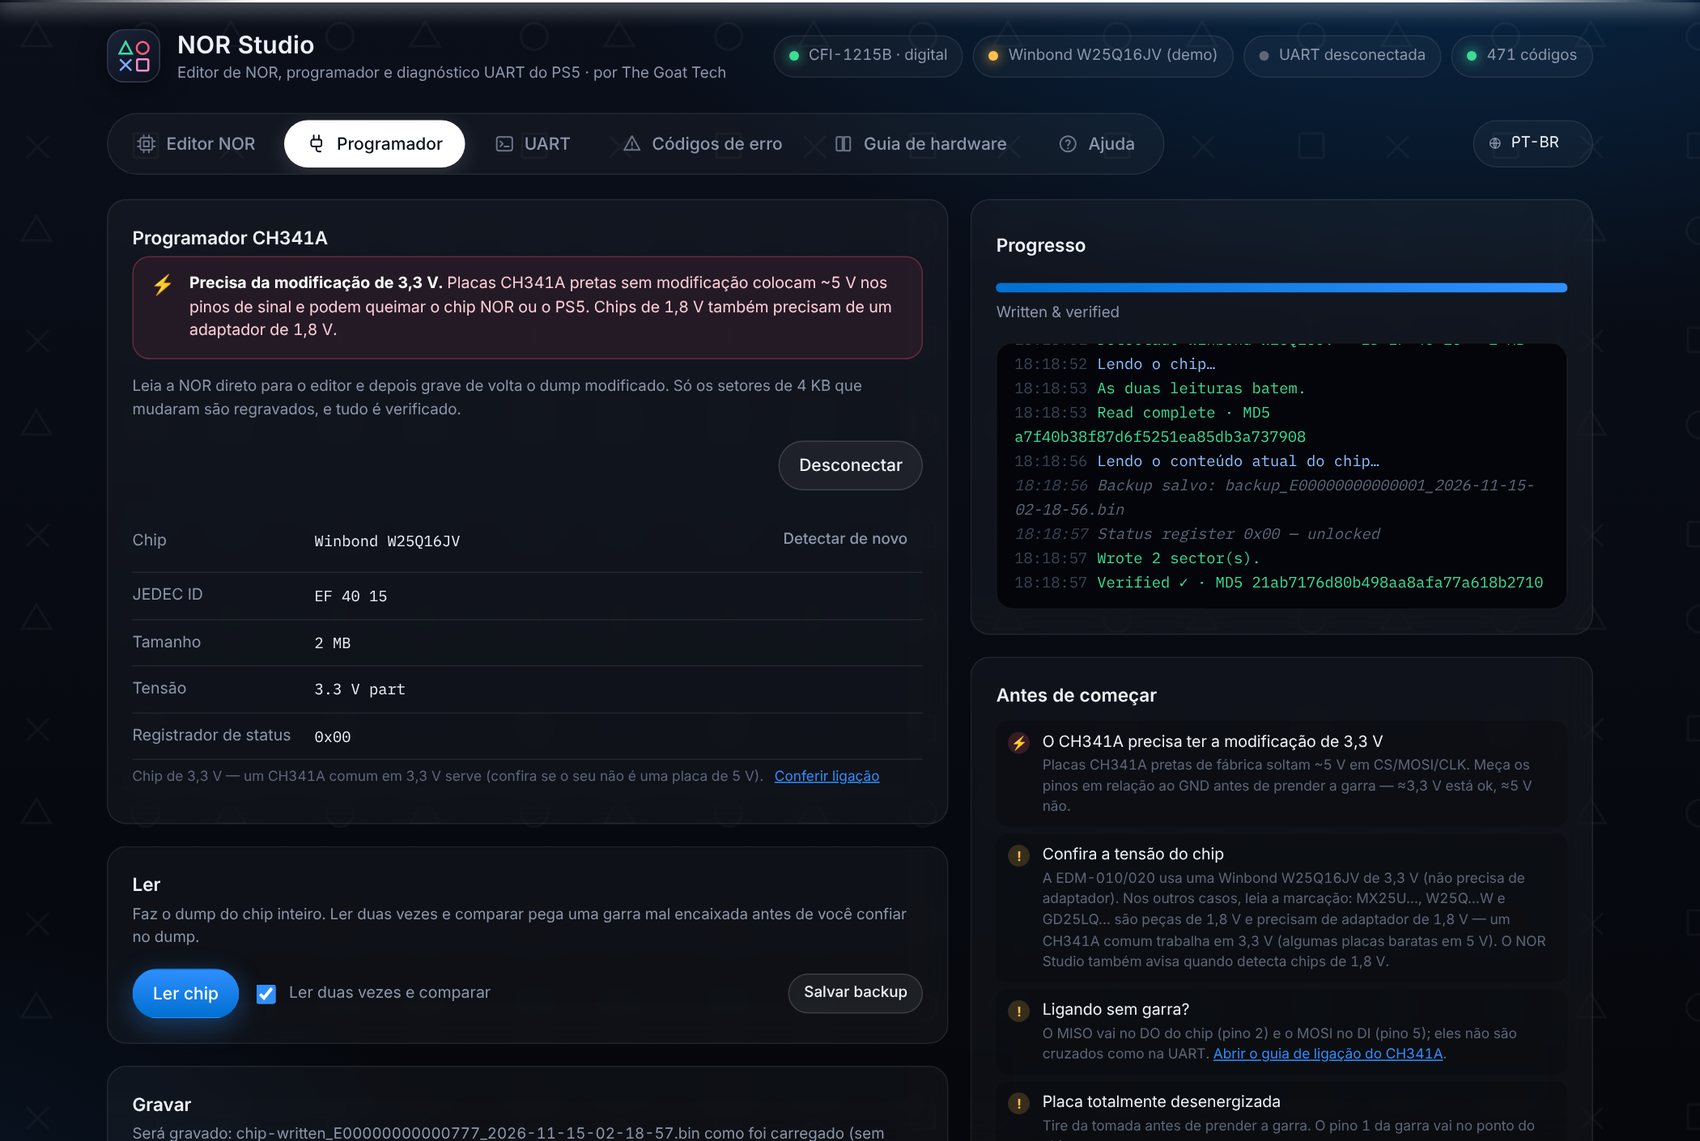 NOR Studio
Editor de NOR, programador e diagnóstico UART do PS5 · por The Goat Tech
CFI-1215B · digital
Winbond W25Q16JV (demo)
UART desconectada
471 códigos
Editor NOR
Programador
UART
Códigos de erro
Guia de hardware
Ajuda
PT-BR
Programador CH341A
⚡ Precisa da modificação de 3,3 V. Placas CH341A pretas sem modificação colocam ~5 V nos
pinos de sinal e podem queimar o chip NOR ou o PS5. Chips de 1,8 V também precisam de um
adaptador de 1,8 V.
Leia a NOR direto para o editor e depois grave de volta o dump modificado. Só os setores de 4 KB que
mudaram são regravados, e tudo é verificado.
Desconectar
Chip Winbond W25Q16JV Detectar de novo
JEDEC ID EF 40 15
Tamanho 2 MB
Tensão 3.3 V part
Registrador de status 0x00
Chip de 3,3 V — um CH341A comum em 3,3 V serve (confira se o seu não é uma placa de 5 V). Conferir ligação
Ler
Faz o dump do chip inteiro. Ler duas vezes e comparar pega uma garra mal encaixada antes de você confiar
no dump.
Ler chip
Ler duas vezes e comparar
Salvar backup
Gravar
Será gravado: chip-written_E00000000000777_2026-11-15-02-18-57.bin como foi carregado (sem
Progresso
Written & verified
18:18:52 Lendo o chip…
18:18:53 As duas leituras batem.
18:18:53 Read complete · MD5
a7f40b38f87d6f5251ea85db3a737908
18:18:56 Lendo o conteúdo atual do chip…
18:18:56 Backup salvo: backup_E00000000000001_2026-11-15-
02-18-56.bin
18:18:57 Status register 0x00 — unlocked
18:18:57 Wrote 2 sector(s).
18:18:57 Verified ✓ · MD5 21ab7176d80b498aa8afa77a618b2710
Antes de começar
⚡ O CH341A precisa ter a modificação de 3,3 V
Placas CH341A pretas de fábrica soltam ~5 V em CS/MOSI/CLK. Meça os
pinos em relação ao GND antes de prender a garra — ≈3,3 V está ok, ≈5 V
não.
! Confira a tensão do chip
A EDM-010/020 usa uma Winbond W25Q16JV de 3,3 V (não precisa de
adaptador). Nos outros casos, leia a marcação: MX25U…, W25Q…W e
GD25LQ… são peças de 1,8 V e precisam de adaptador de 1,8 V — um
CH341A comum trabalha em 3,3 V (algumas placas baratas em 5 V). O NOR
Studio também avisa quando detecta chips de 1,8 V.
! Ligando sem garra?
O MISO vai no DO do chip (pino 2) e o MOSI no DI (pino 5); eles não são
cruzados como na UART. Abrir o guia de ligação do CH341A.
! Placa totalmente desenergizada
Tire da tomada antes de prender a garra. O pino 1 da garra vai no ponto do